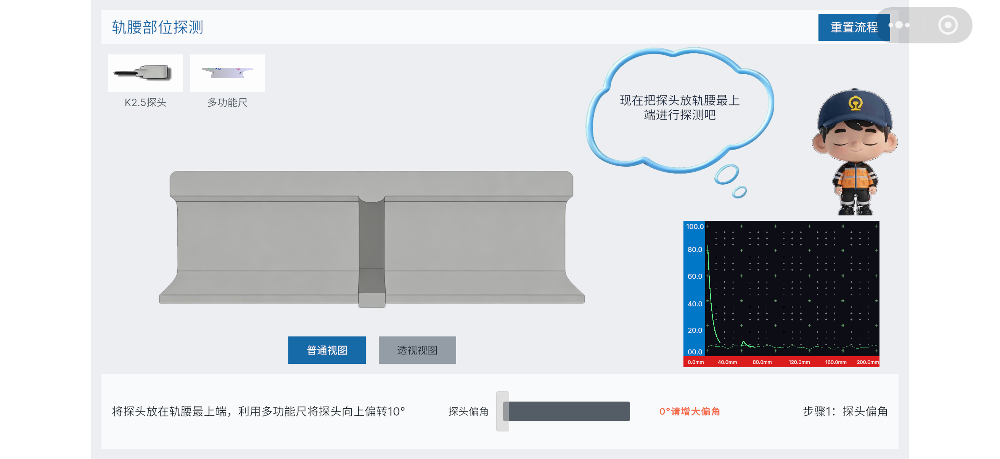 轨腰部位探测
重置流程
K2.5探头
多功能尺
现在把探头放轨腰最上
端进行探测吧
100.0
80.0
60.0
40.0
20.0
00.0
0.0mm 40.0mm 80.0mm 120.0mm 160.0mm 200.0mm
普通视图
透视视图
将探头放在轨腰最上端，利用多功能尺将探头向上偏转10°
探头偏角
0°请增大偏角
步骤1：探头偏角